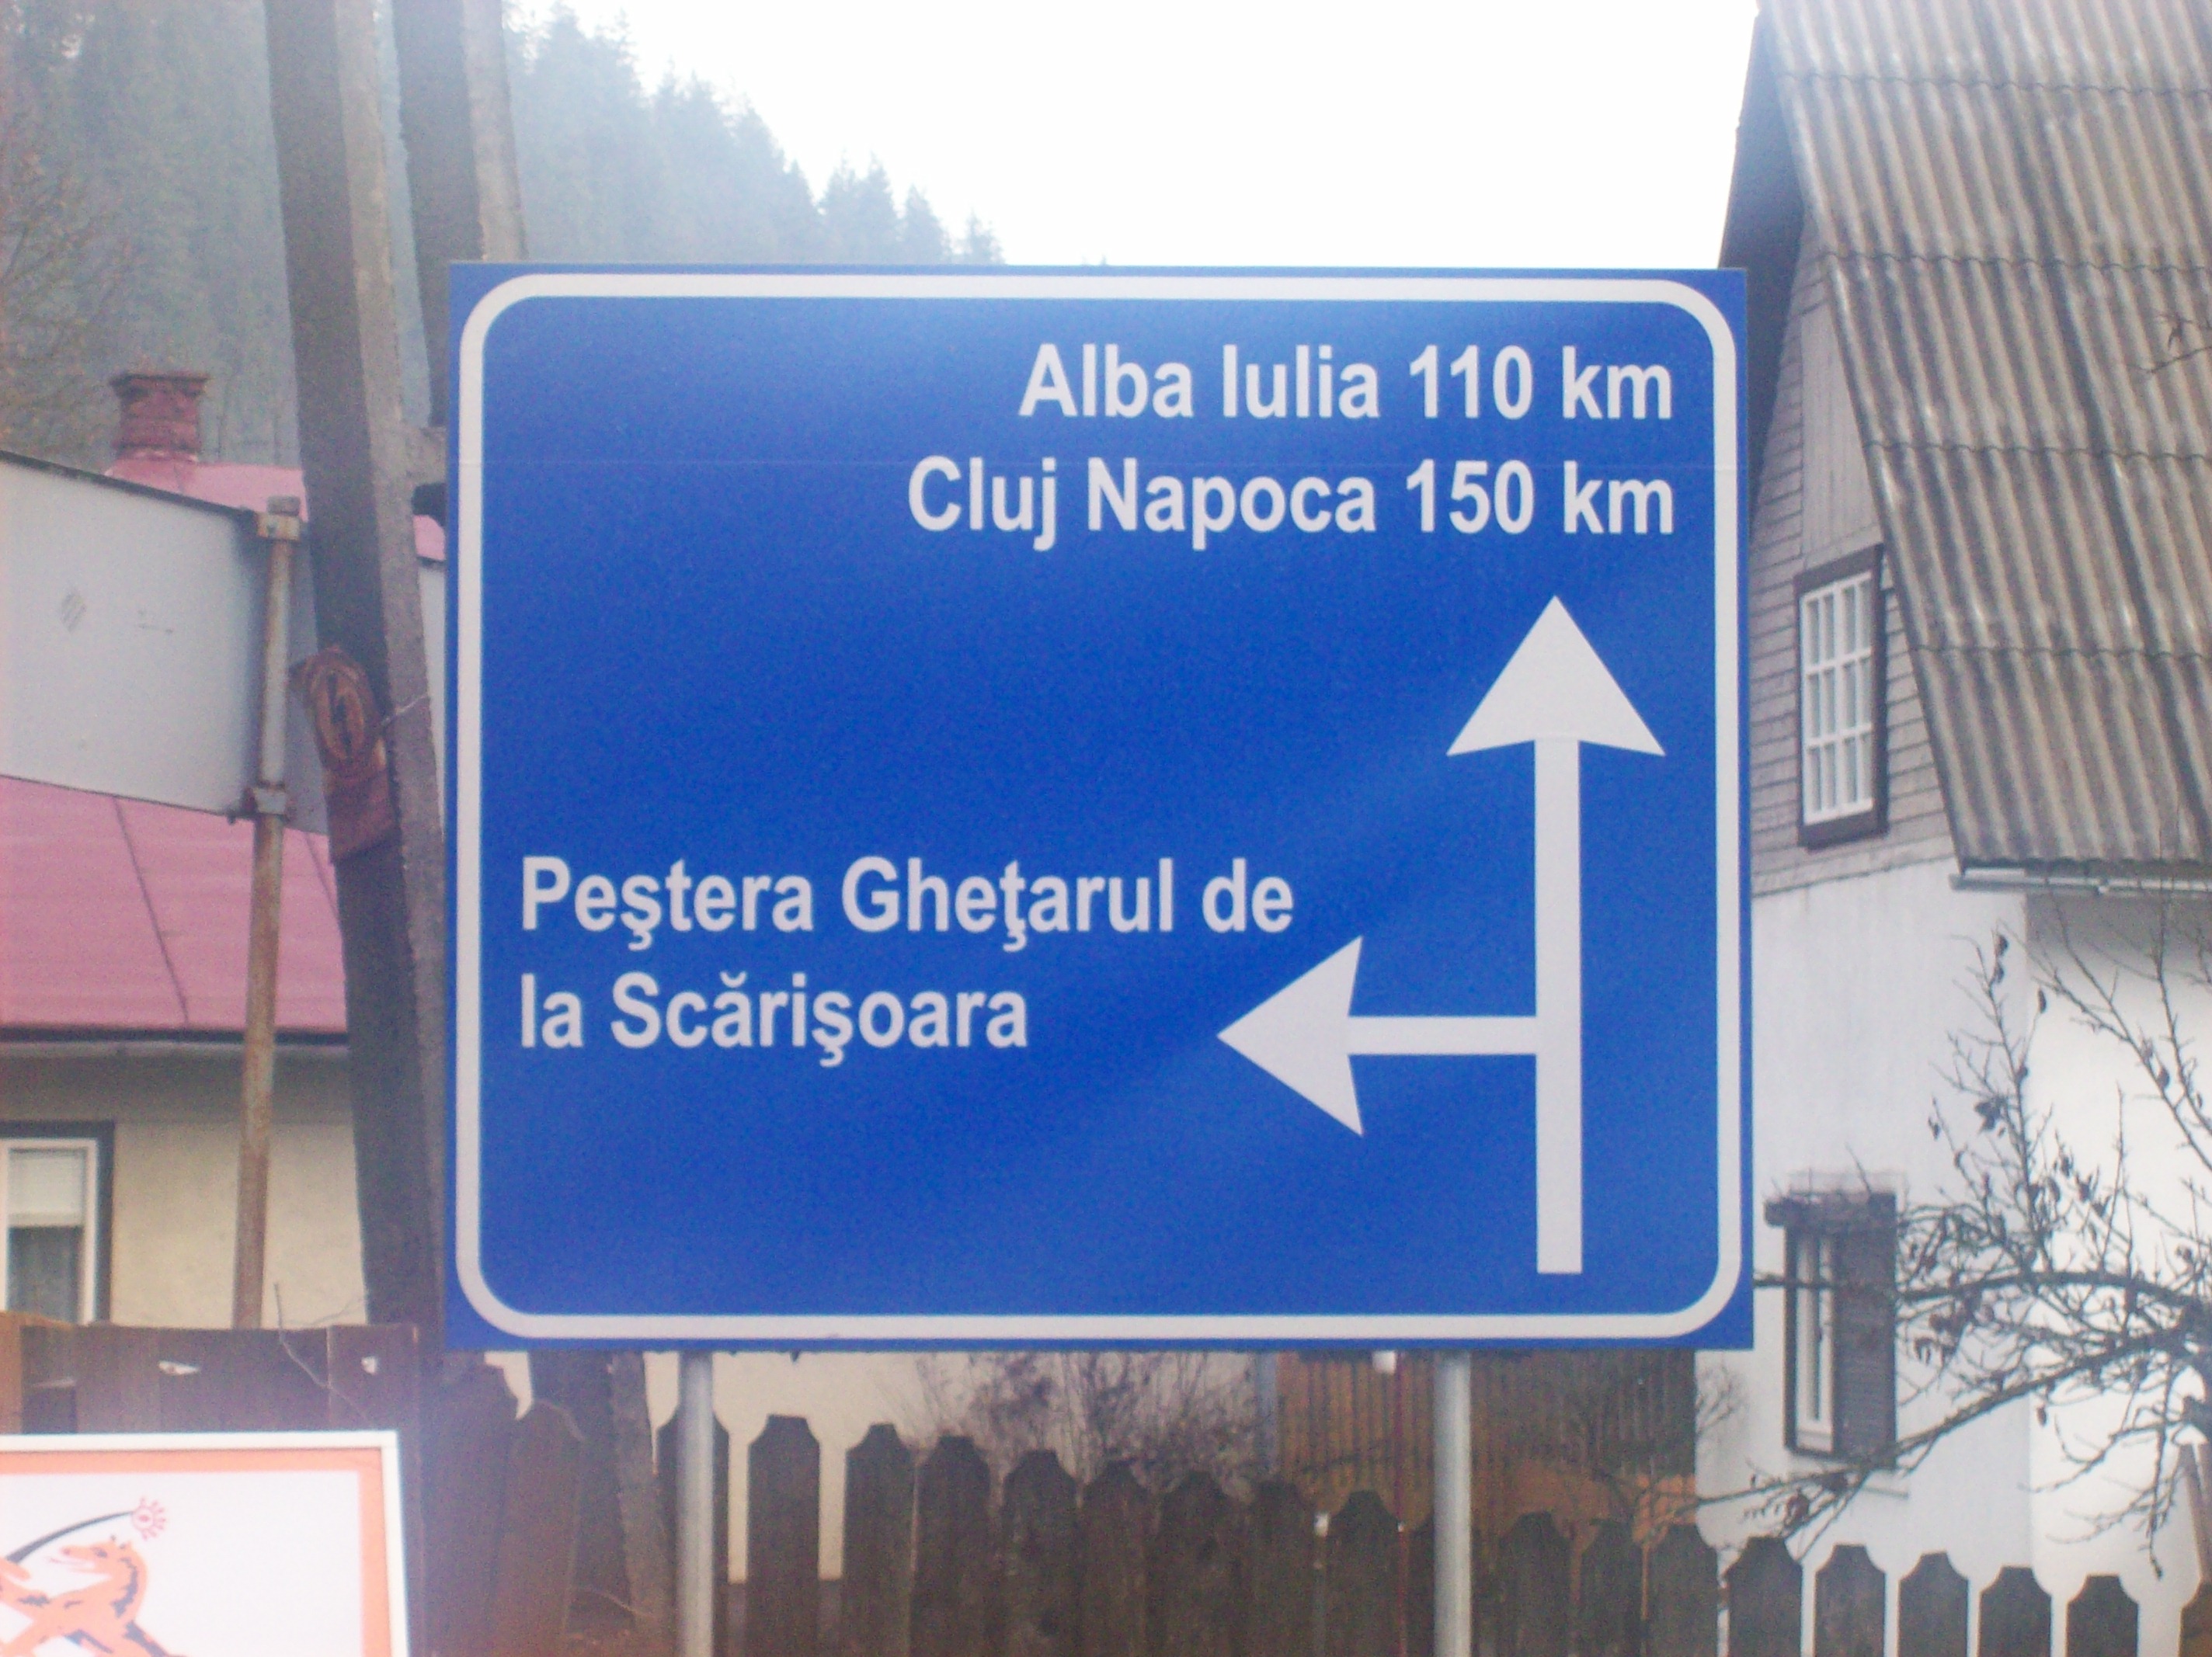 Alba Iulia 110 km
Cluj Napoca 150 km
Peştera Gheţarul de
la Scărişoara